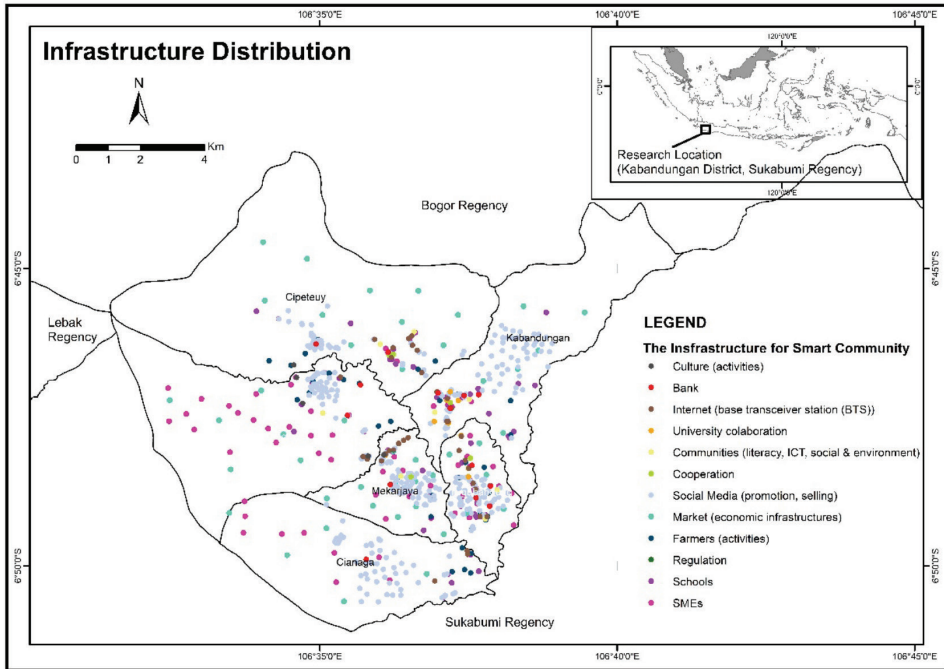 106°35'0"E 106°40'0"E 106°45'0"E
Infrastructure Distribution
N
Km
0 1 2 4
120°0'0"E
0°0'0"
0°0'0"
Research Location
(Kabandungan District, Sukabumi Regency)
120°0'0"E
Bogor Regency
6°45'0"S
6°45'0"S
Cipeteuy
Lebak
Regency
Kabandungan
LEGEND
The Insfrastructure for Smart Community
Culture (activities)
Bank
Internet (base transceiver station (BTS))
University colaboration
Communities (literacy, ICT, social & environment)
Cooperation
Social Media (promotion, selling)
Market (economic infrastructures)
Farmers (activities)
Regulation
Schools
SMEs
Mekarjaya
Cianaga
6°50'0"S
6°50'0"S
Sukabumi Regency
106°35'0"E 106°40'0"E 106°45'0"E